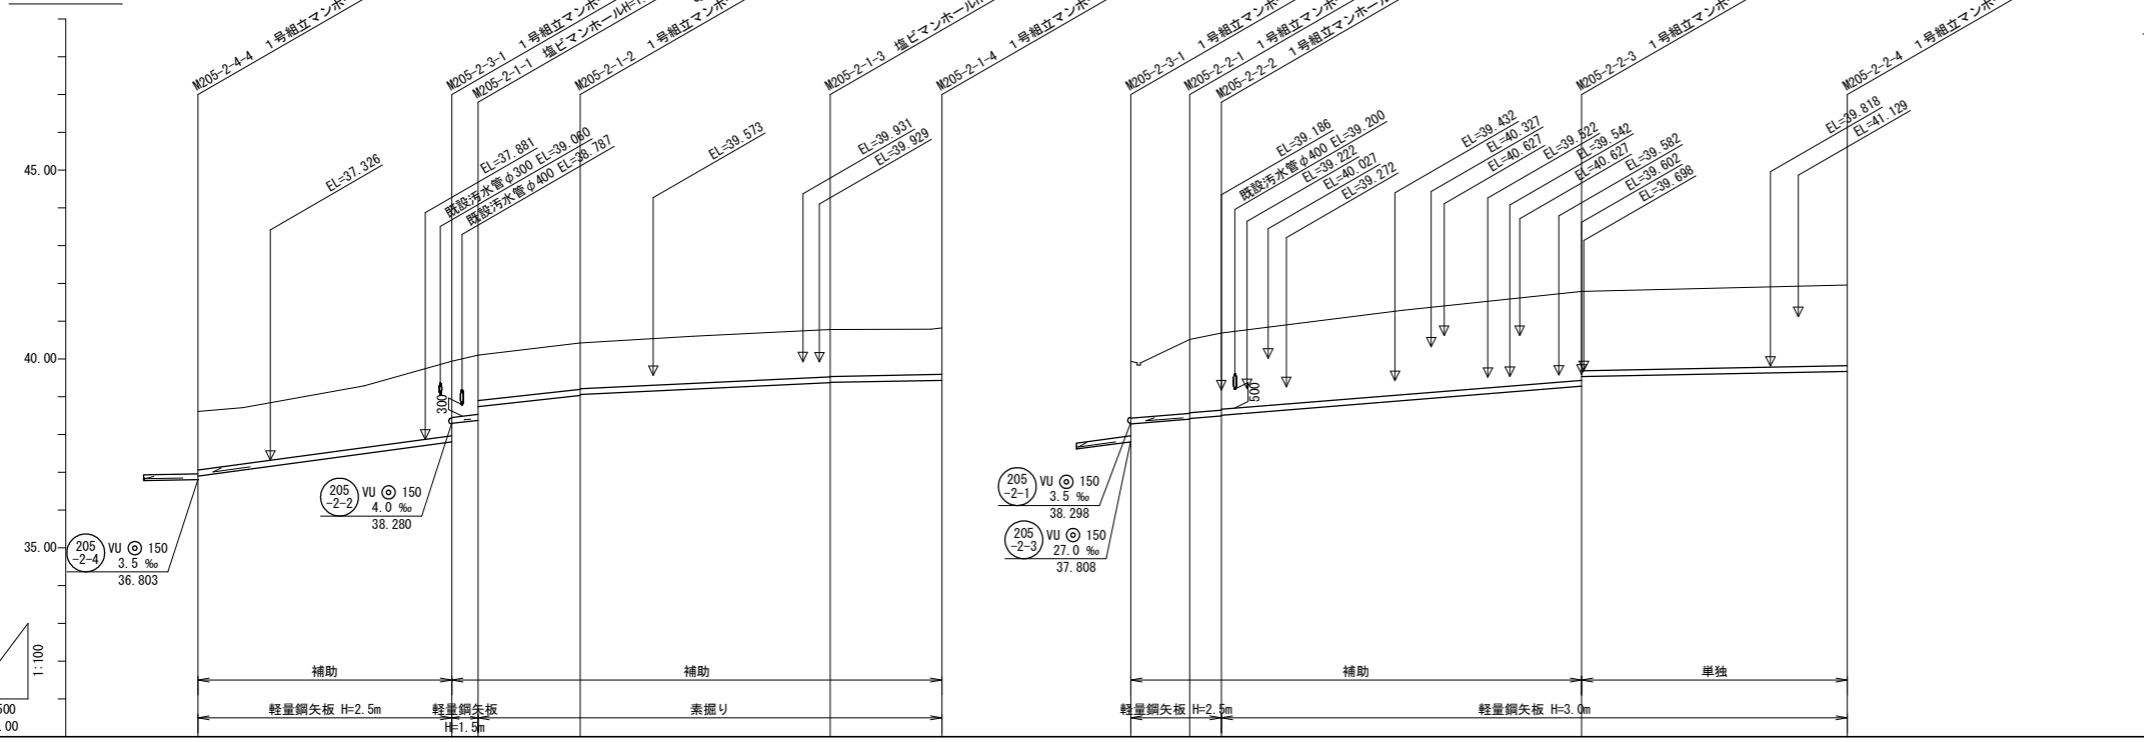 M205-2-4-4 1号組立マンホ
M205-2-3-1 1号組立マンホ
M205-2-1-1 塩ビマンホールH=1.
M205-2-1-2 1号組立マンホ
M205-2-1-3 塩ビマンホールH
M205-2-1-4 1号組立マンホ
M205-2-3-1 1号組立マンホ
M205-2-2-1 1号組立マンホ
M205-2-2-2 1号組立マンホール
M205-2-2-3 1号組立マンホ
M205-2-2-4 1号組立マンホ
EL=37.326
EL=37.881
既設汚水管φ300 EL=39.060
既設汚水管φ400 EL=38.787
EL=39.573
EL=39.931
EL=39.929
EL=39.186
既設汚水管φ400 EL=39.200
EL=39.222
EL=40.027
EL=39.272
EL=39.432
EL=40.327
EL=40.627
EL=39.522
EL=39.542
EL=40.627
EL=39.582
EL=39.602
EL=39.698
EL=39.818
EL=41.129
45.00
40.00
35.00
300
500
205
-2-4
VU ◎ 150
3.5 ‰
36.803
205
-2-2
VU ◎ 150
4.0 ‰
38.280
205
-2-1
VU ◎ 150
3.5 ‰
38.298
205
-2-3
VU ◎ 150
27.0 ‰
37.808
1:100
500
.00
補助
補助
補助
単独
軽量鋼矢板 H=2.5m
軽量鋼矢板
H=1.5m
素掘り
軽量鋼矢板 H=2.5m
軽量鋼矢板 H=3.0m